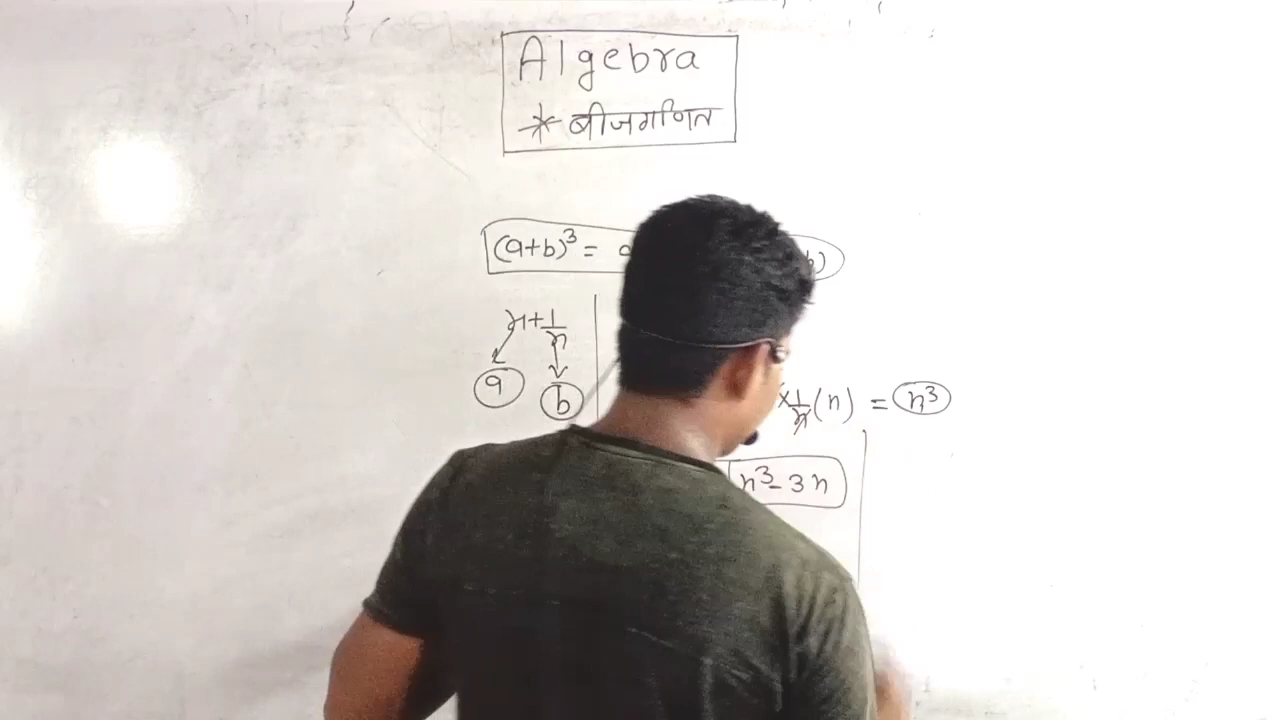 Algebra
* बीजगणित
(a+b)³ = a b)
x + 1/x
a b
× 1/x (n) = n³
n³ - 3n